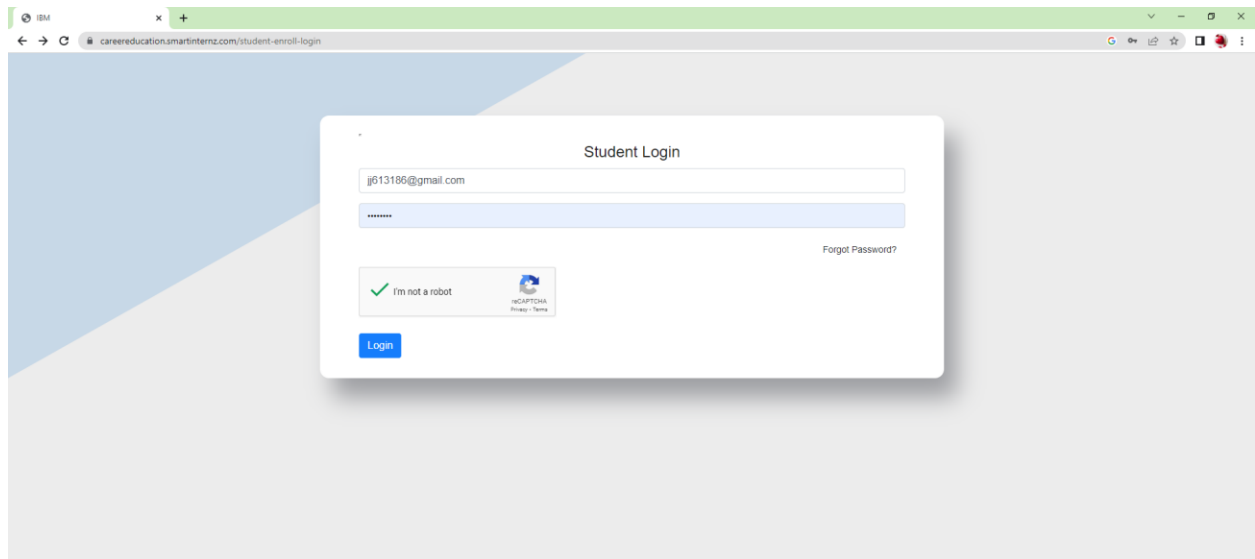 IBM
careereducation.smartinternz.com/student-enroll-login
Student Login
jj613186@gmail.com
••••••••
Forgot Password?
I'm not a robot
reCAPTCHA
Privacy - Terms
Login